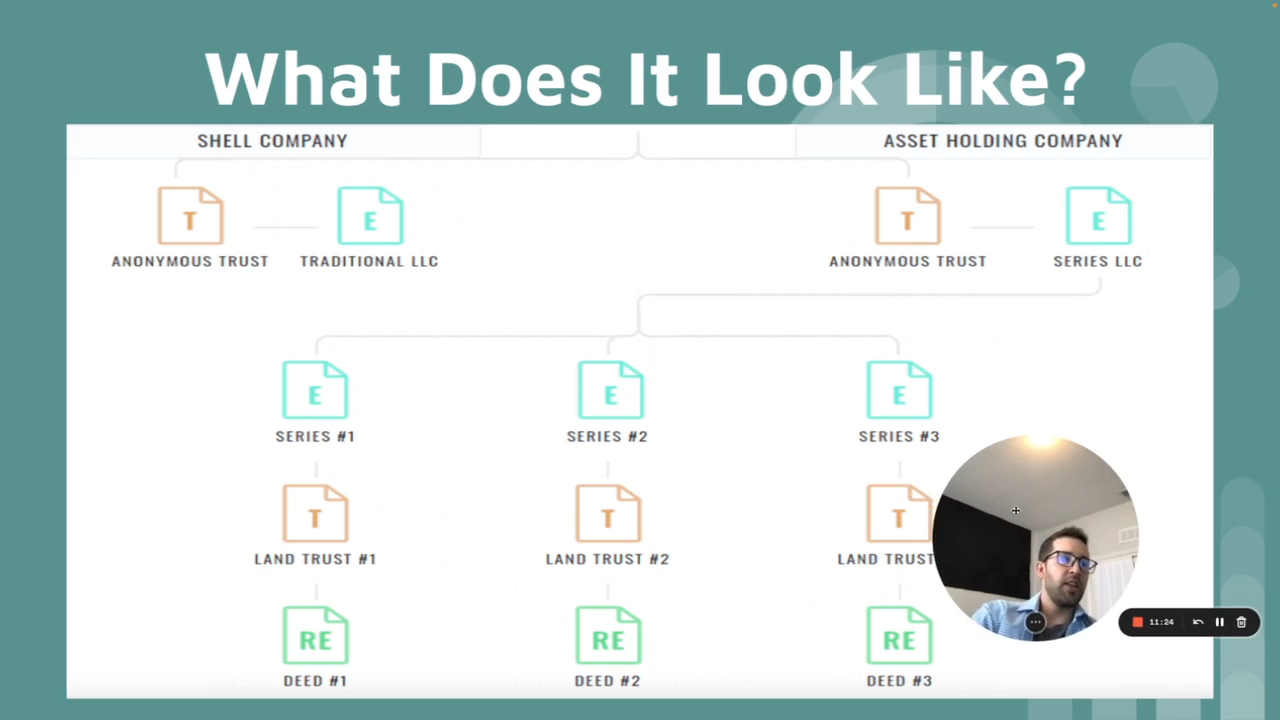 What Does It Look Like?
SHELL COMPANY
ASSET HOLDING COMPANY
T
E
T
E
ANONYMOUS TRUST
TRADITIONAL LLC
ANONYMOUS TRUST
SERIES LLC
E
E
E
SERIES #1
SERIES #2
SERIES #3
T
T
T
LAND TRUST #1
LAND TRUST #2
LAND TRUST
RE
RE
RE
11:24
DEED #1
DEED #2
DEED #3